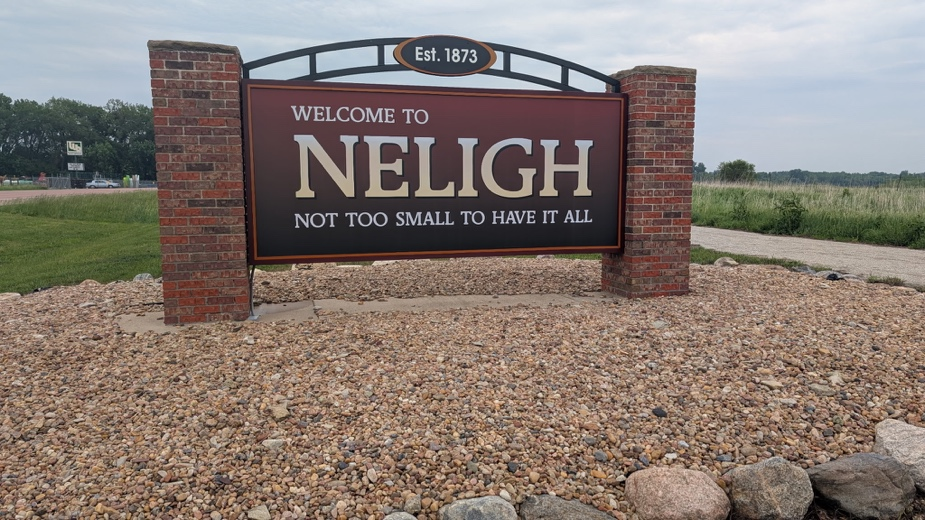 Est. 1873
WELCOME TO
NELIGH
NOT TOO SMALL TO HAVE IT ALL